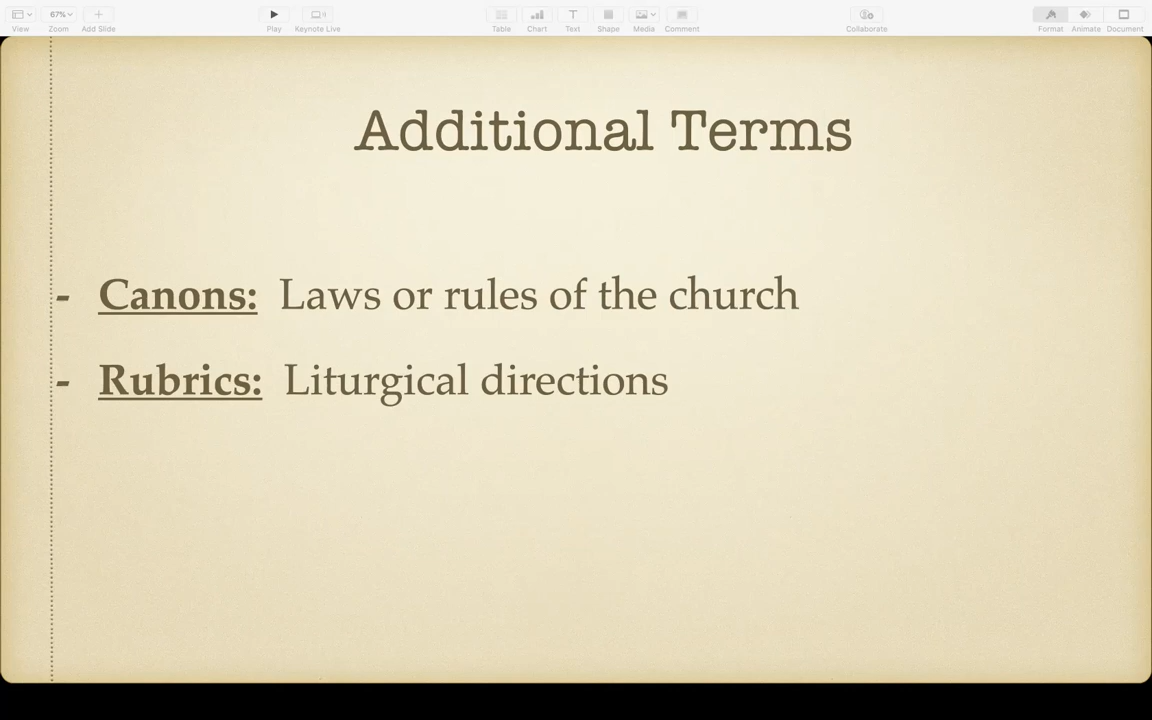 67%
View
Zoom
Add Slide
Play
Keynote Live
Table
Chart
Text
Shape
Media
Comment
Collaborate
Format
Animate
Document
Additional Terms
- Canons: Laws or rules of the church
- Rubrics: Liturgical directions